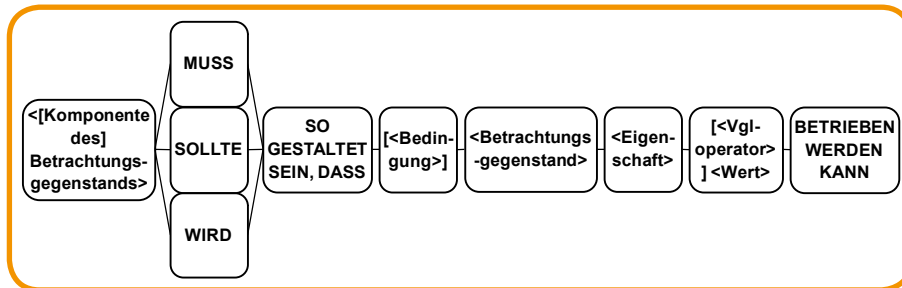 <[Komponente
des]
Betrachtungs-
gegenstands>
MUSS
SOLLTE
WIRD
SO
GESTALTET
SEIN, DASS
[<Bedin-
gung>]
<Betrachtungs
-gegenstand>
<Eigen-
schaft>
[<Vgl-
operator>
] <Wert>
BETRIEBEN
WERDEN
KANN